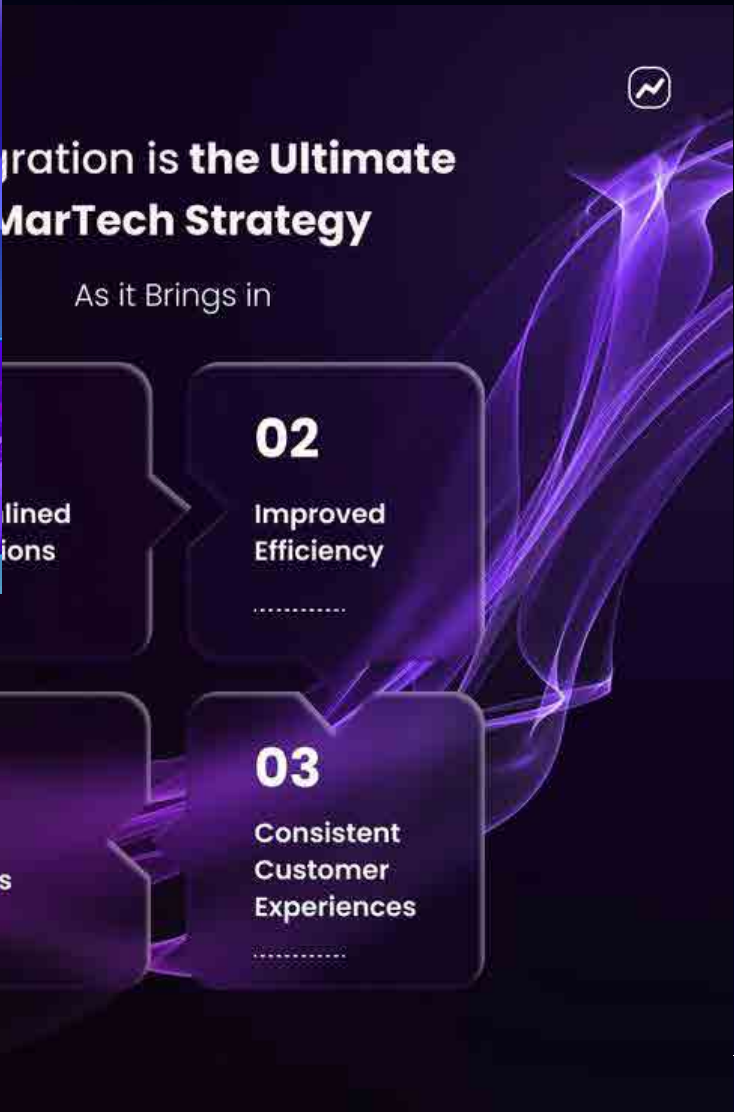 gration is the Ultimate
MarTech Strategy
As it Brings in
lined
ions
02
Improved
Efficiency
03
Consistent
Customer
Experiences
s